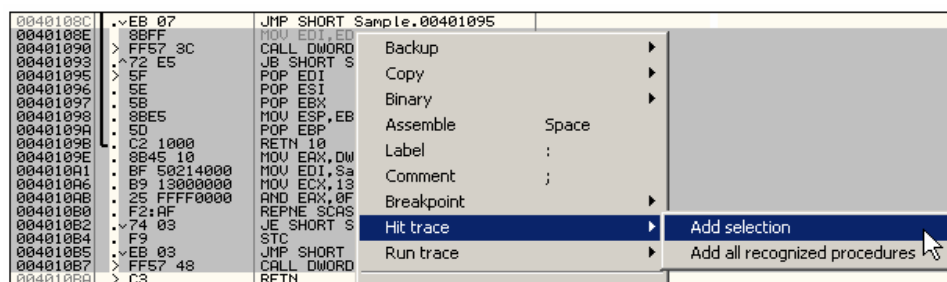 0040108C .vEB 07 JMP SHORT Sample.00401095
0040108E . 8BFF MOV EDI,ED
00401090 > FF57 3C CALL DWORD Backup
00401093 .^72 E5 JB SHORT S
00401095 > 5F POP EDI Copy
00401096 . 5E POP ESI
00401097 . 5B POP EBX Binary
00401098 . 8BE5 MOV ESP,EB
0040109A . 5D POP EBP Assemble Space
0040109B . C2 1000 RETN 10
0040109E . 8B45 10 MOV EAX,DW Label :
004010A1 . BF 50214000 MOV EDI,Sa
004010A6 . B9 13000000 MOV ECX,13 Comment ;
004010AB . 25 FFFF0000 AND EAX,0F
004010B0 . F2:AF REPNE SCAS Breakpoint
004010B2 .v74 03 JE SHORT S Hit trace Add selection
004010B4 . F9 STC
004010B5 .vEB 03 JMP SHORT Run trace Add all recognized procedures
004010B7 > FF57 48 CALL DWORD
004010BA > C3 RETN